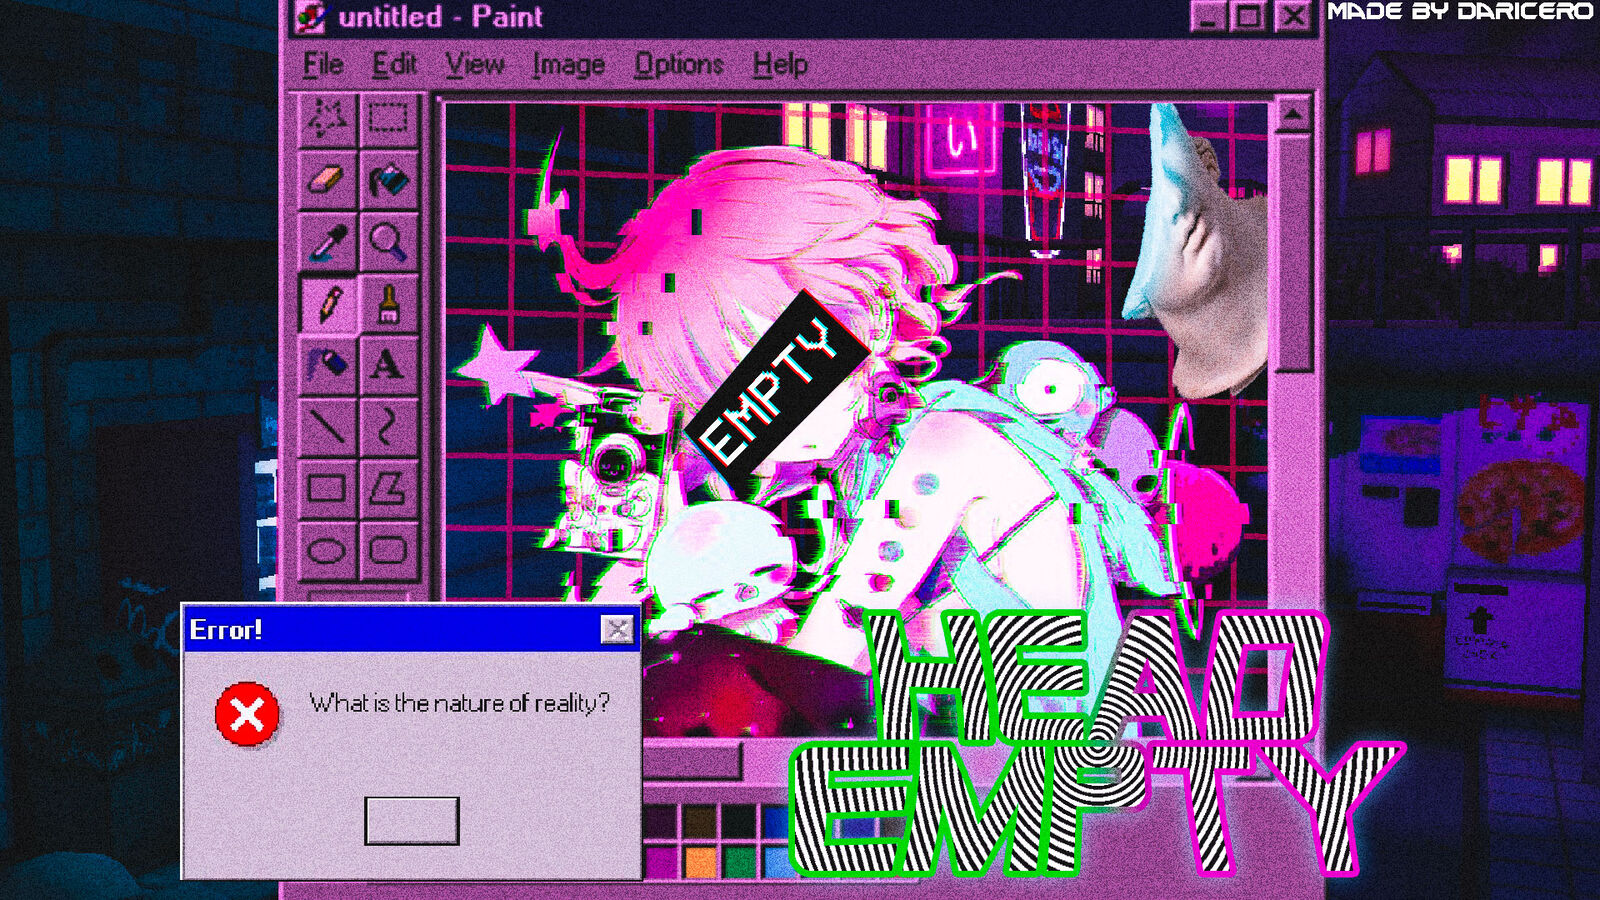 untitled - Paint
MADE BY DARICERO
File Edit View Image Options Help
い
A
EMPTY
Error!
What is the nature of reality?
HEAD
EMPTY